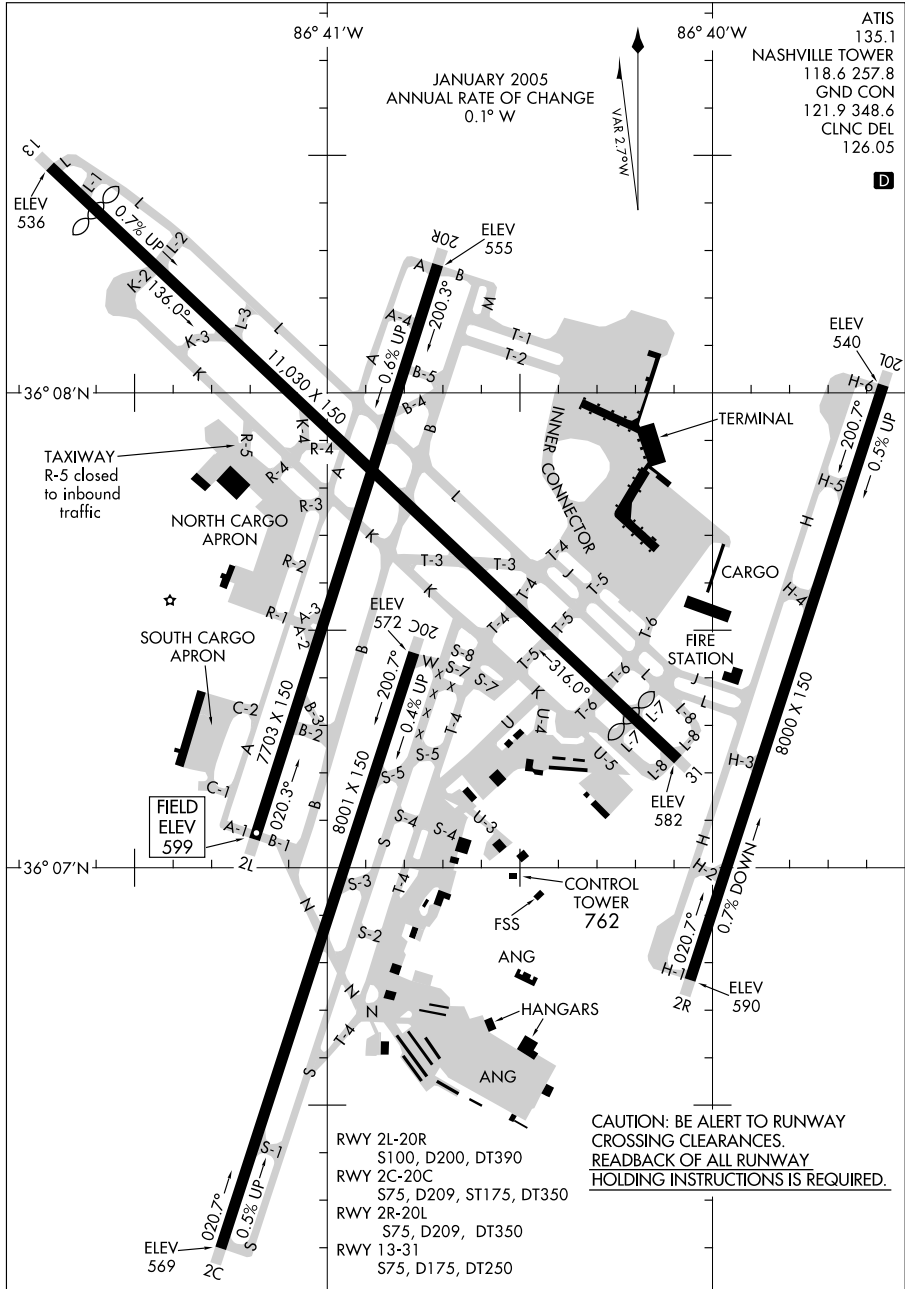 86° 41'W
86° 40'W
ATIS
135.1
NASHVILLE TOWER
118.6 257.8
GND CON
121.9 348.6
CLNC DEL
126.05
D
JANUARY 2005
ANNUAL RATE OF CHANGE
0.1° W
VAR 2.7°W
13
L
L-1
L
ELEV
536
0.7% UP
L-2
K-2
136.0°
L-3
L
K-3
K
11,030 X 150
20R
ELEV
555
A
B
200.3°
A-4
0.6% UP
A
W
T-1
T-2
B-5
B-4
B
ELEV
540
20L
H-6
200.7°
0.5% UP
36° 08'N
INNER CONNECTOR
TERMINAL
TAXIWAY
R-5 closed
to inbound
traffic
R-5
K-4
R-4
R-4
A
L
H-5
H
NORTH CARGO
APRON
R-3
K
R-2
T-3
K
T-4
J
T-5
T-4
CARGO
H-4
R-1
A-3
A-2
ELEV
572
20C
T-4
T-5
T-6
SOUTH CARGO
APRON
B
W
S-8
S-7
S-7
x
x
x
x
x
T-5
316.0°
T-6
L
FIRE
STATION
J
L
200.7°
0.4% UP
K
T-6
L-7
L-7
L-8
L-8
L-8
C-2
B-3
B-2
T-4
U
U-4
U-5
A
7703 X 150
020.3°
S-5
S-5
31
H-3
8000 X 150
C-1
B
8001 X 150
ELEV
582
FIELD
ELEV
599
A-1
B-1
2L
S-4
S-4
S
U-3
H
36° 07'N
T-4
H-2
N
S-3
CONTROL
TOWER
762
FSS
0.7% DOWN
020.7°
S-2
ANG
H-1
ELEV
590
2R
N
N
HANGARS
T-4
S
ANG
S-1
020.7°
0.5% UP
S
ELEV
569
2C
RWY 2L-20R
S100, D200, DT390
RWY 2C-20C
S75, D209, ST175, DT350
RWY 2R-20L
S75, D209, DT350
RWY 13-31
S75, D175, DT250
CAUTION: BE ALERT TO RUNWAY
CROSSING CLEARANCES.
READBACK OF ALL RUNWAY
HOLDING INSTRUCTIONS IS REQUIRED.